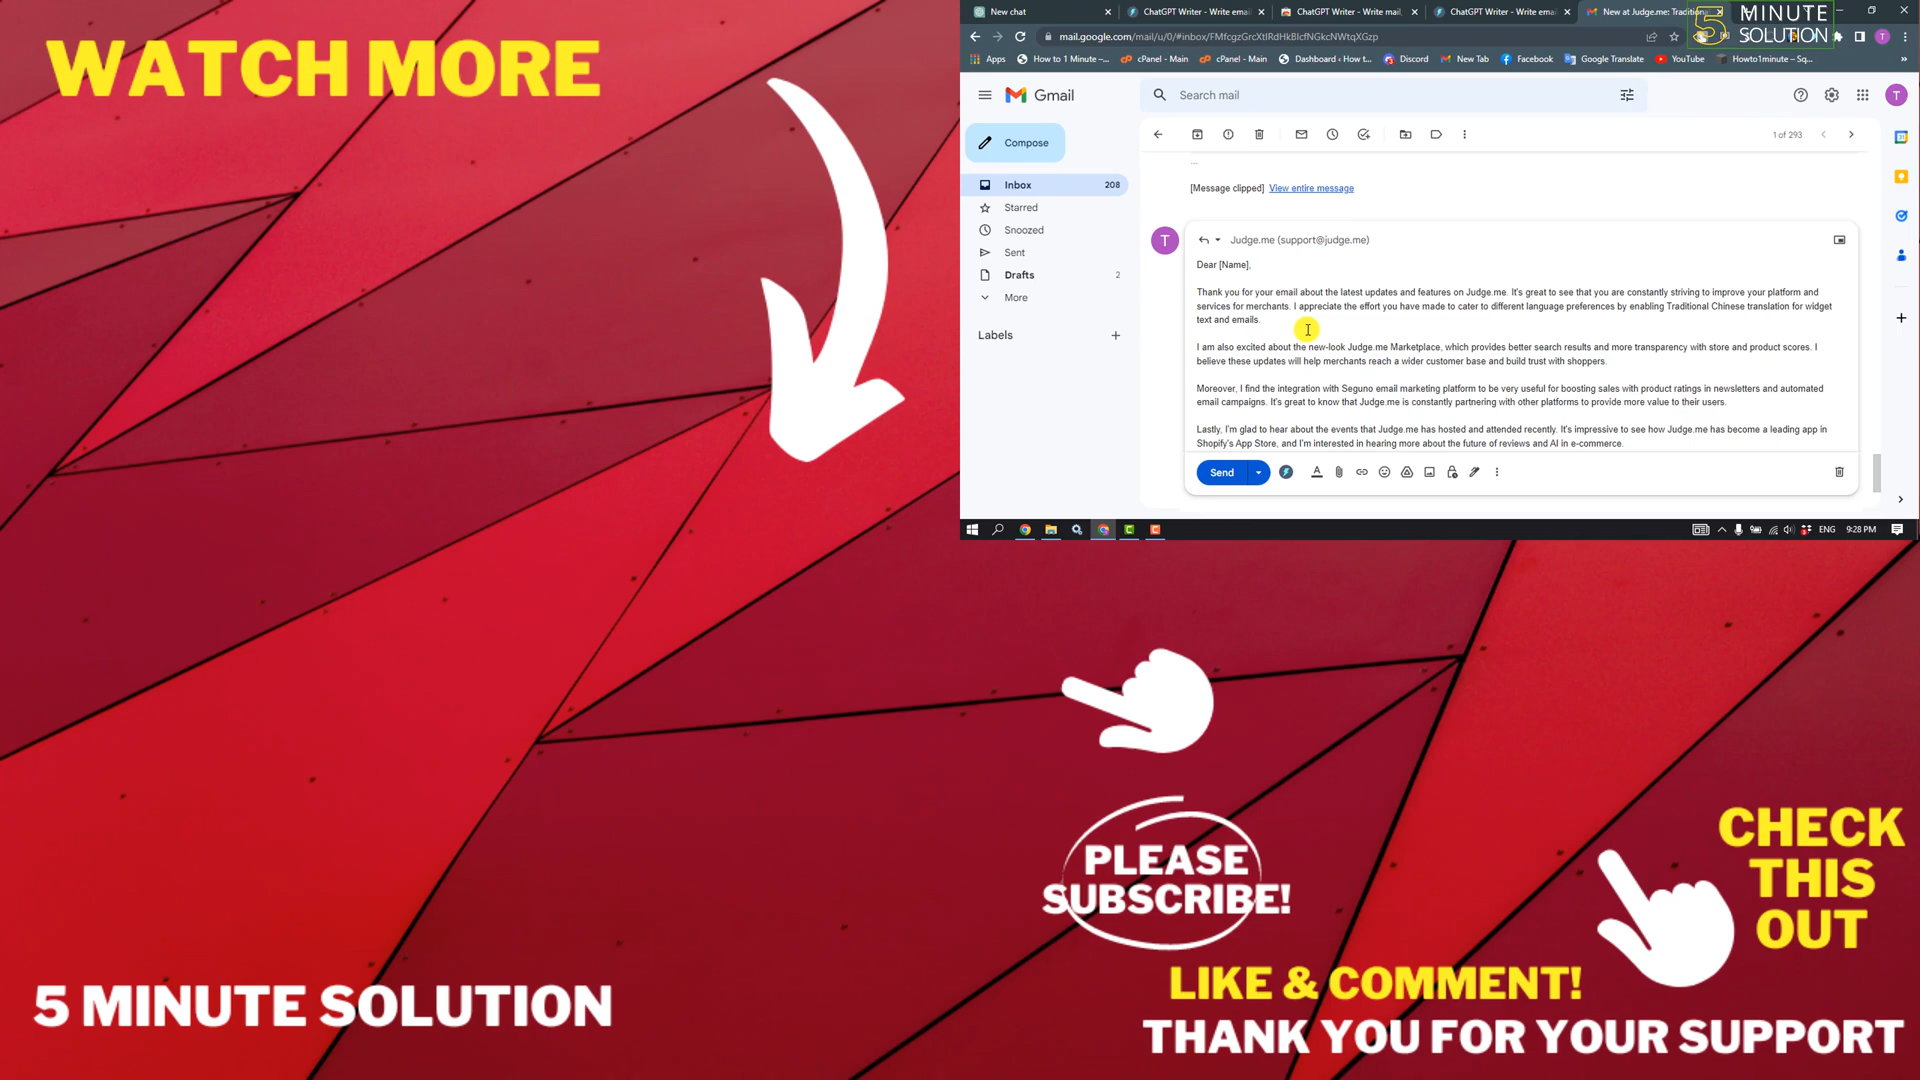 WATCH MORE
New chat
ChatGPT Writer - Write email
ChatGPT Writer - Write mail,
ChatGPT Writer - Write email
New at Judge.me: Traditional
5 MINUTE
SOLUTION
mail.google.com/mail/u/0/#inbox/FMfcgzGrcXtlRdHkBlcfNGkcNWtqXGzp
Apps
How to 1 Minute –...
cPanel - Main
cPanel - Main
Dashboard ‹ How t...
Discord
New Tab
Facebook
Google Translate
YouTube
Howto1minute – Sq...
Gmail
Search mail
T
Compose
1 of 293
Inbox 208
Starred
Snoozed
Sent
Drafts 2
More
Labels
[Message clipped] View entire message
T
Judge.me (support@judge.me)
Dear [Name],
Thank you for your email about the latest updates and features on Judge.me. It's great to see that you are constantly striving to improve your platform and
services for merchants. I appreciate the effort you have made to cater to different language preferences by enabling Traditional Chinese translation for widget
text and emails.
I am also excited about the new-look Judge.me Marketplace, which provides better search results and more transparency with store and product scores. I
believe these updates will help merchants reach a wider customer base and build trust with shoppers.
Moreover, I find the integration with Seguno email marketing platform to be very useful for boosting sales with product ratings in newsletters and automated
email campaigns. It's great to know that Judge.me is constantly partnering with other platforms to provide more value to their users.
Lastly, I'm glad to hear about the events that Judge.me has hosted and attended recently. It's impressive to see how Judge.me has become a leading app in
Shopify's App Store, and I'm interested in hearing more about the future of reviews and AI in e-commerce.
Send
ENG
9:28 PM
PLEASE
SUBSCRIBE!
CHECK
THIS
OUT
LIKE & COMMENT!
5 MINUTE SOLUTION
THANK YOU FOR YOUR SUPPORT